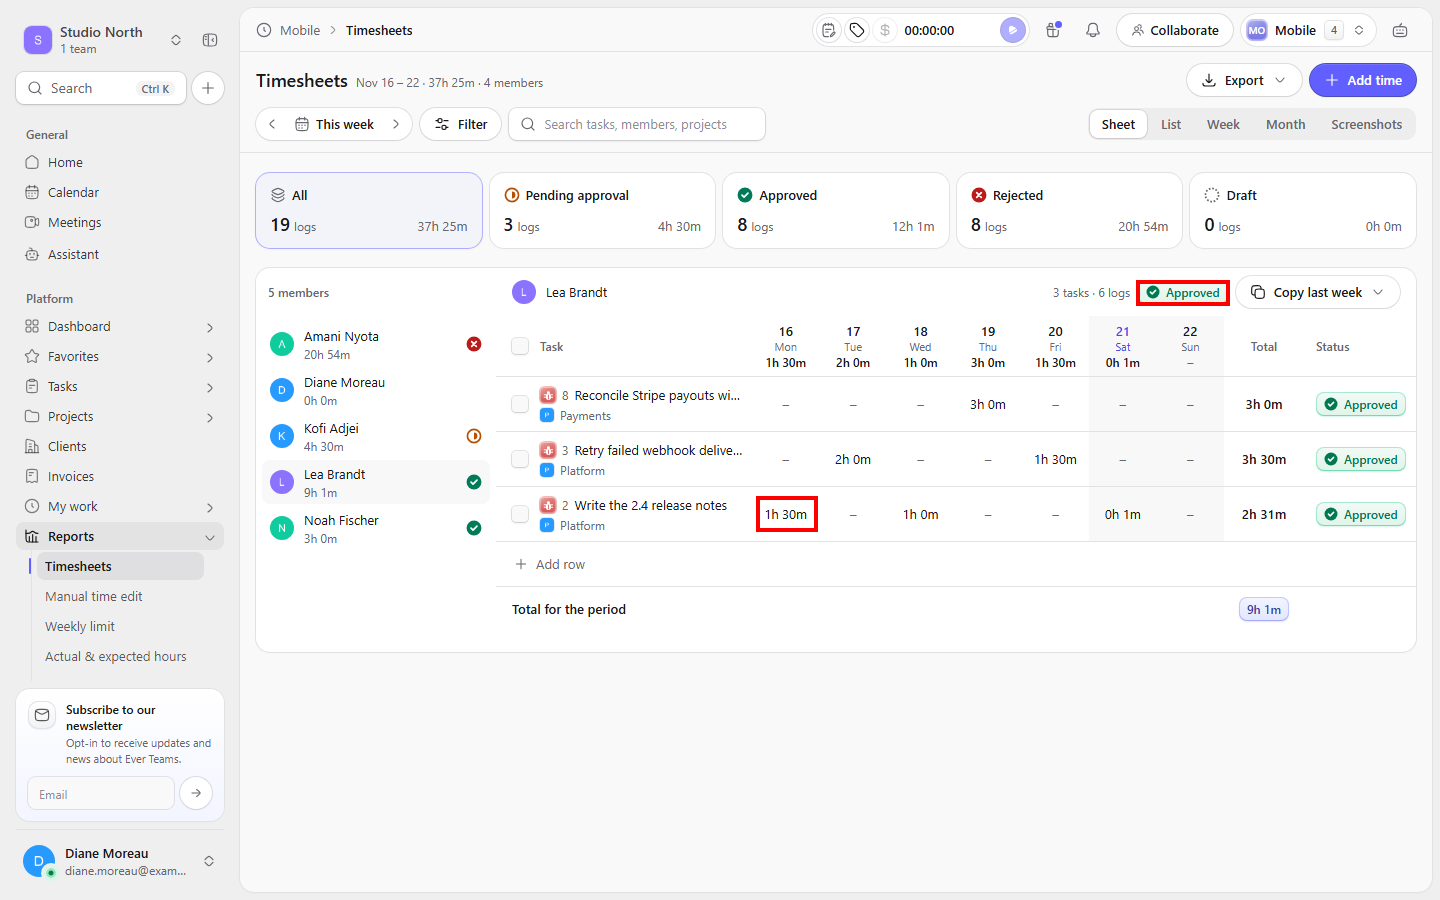 S
Studio North
1 team
Search
Ctrl K
General
Home
Calendar
Meetings
Assistant
Platform
Dashboard
Favorites
Tasks
Projects
Clients
Invoices
My work
Reports
Timesheets
Manual time edit
Weekly limit
Actual & expected hours
Subscribe to our
newsletter
Opt-in to receive updates and
news about Ever Teams.
Email
D
Diane Moreau
diane.moreau@exam...
Mobile
Timesheets
$
00:00:00
Collaborate
MO
Mobile
4
Timesheets
Nov 16 – 22 · 37h 25m · 4 members
Export
Add time
This week
Filter
Search tasks, members, projects
Sheet
List
Week
Month
Screenshots
All
19 logs
37h 25m
Pending approval
3 logs
4h 30m
Approved
8 logs
12h 1m
Rejected
8 logs
20h 54m
Draft
0 logs
0h 0m
5 members
A
Amani Nyota
20h 54m
D
Diane Moreau
0h 0m
K
Kofi Adjei
4h 30m
L
Lea Brandt
9h 1m
N
Noah Fischer
3h 0m
L
Lea Brandt
3 tasks · 6 logs
Approved
Copy last week
Task
16
Mon
1h 30m
17
Tue
2h 0m
18
Wed
1h 0m
19
Thu
3h 0m
20
Fri
1h 30m
21
Sat
0h 1m
22
Sun
–
Total
Status
8 Reconcile Stripe payouts wi...
P Payments
– – – 3h 0m – – – 3h 0m Approved
3 Retry failed webhook delive...
P Platform
– 2h 0m – – 1h 30m – – 3h 30m Approved
2 Write the 2.4 release notes
P Platform
1h 30m – 1h 0m – – 0h 1m – 2h 31m Approved
Add row
Total for the period
9h 1m